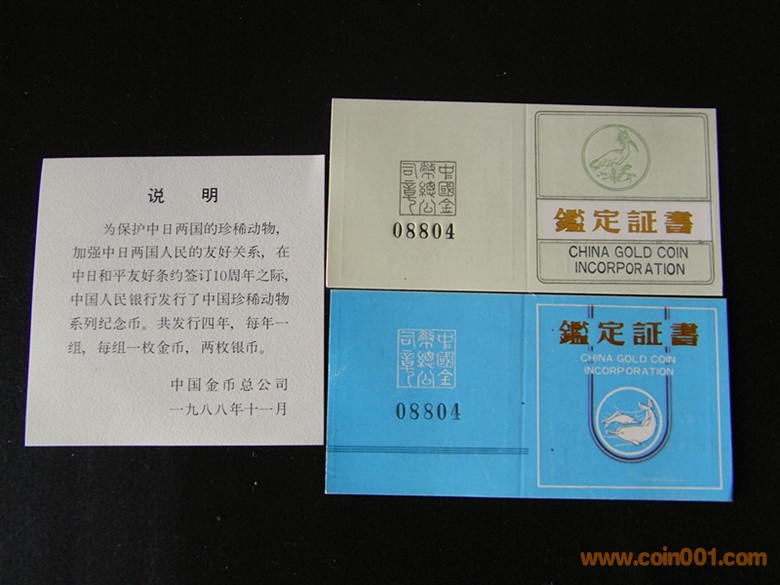 说 明
为保护中日两国的珍稀动物，
加强中日两国人民的友好关系，在
中日和平友好条约签订10周年之际，
中国人民银行发行了中国珍稀动物
系列纪念币。共发行四年，每年一
组，每组一枚金币，两枚银币。
中国金币总公司
一九八八年十一月
中國金
幣總公
司章
08804
鑑定証書
CHINA GOLD COIN
INCORPORATION
中國金
幣總公
司章
08804
鑑定証書
CHINA GOLD COIN
INCORPORATION
www.coin001.com